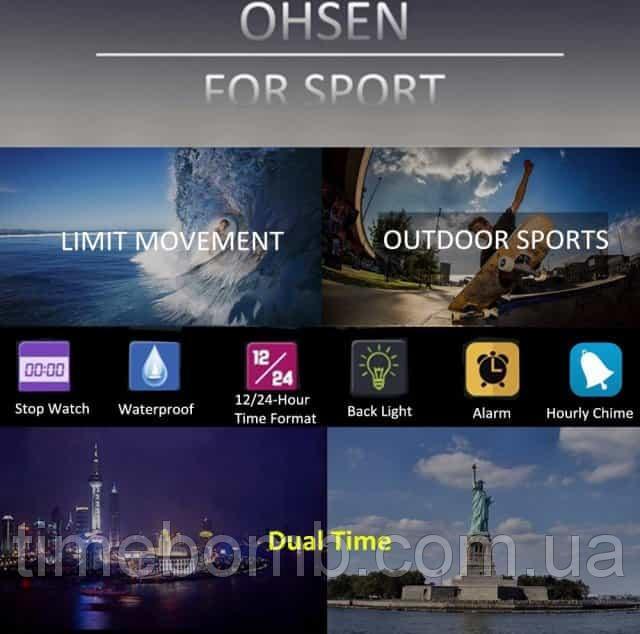 OHSEN
FOR SPORT
LIMIT MOVEMENT
OUTDOOR SPORTS
00:00
12/24
Stop Watch
Waterproof
12/24-Hour
Time Format
Back Light
Alarm
Hourly Chime
Dual Time
timebomb.com.ua